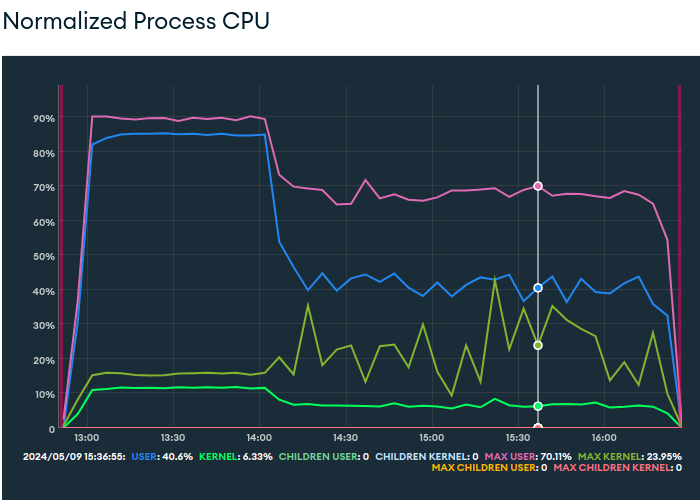 Normalized Process CPU
90%
80%
70%
60%
50%
40%
30%
20%
10%
0
13:00 13:30 14:00 14:30 15:00 15:30 16:00
2024/05/09 15:36:55: USER: 40.6% KERNEL: 6.33% CHILDREN USER: 0 CHILDREN KERNEL: 0 MAX USER: 70.11% MAX KERNEL: 23.95%
MAX CHILDREN USER: 0 MAX CHILDREN KERNEL: 0